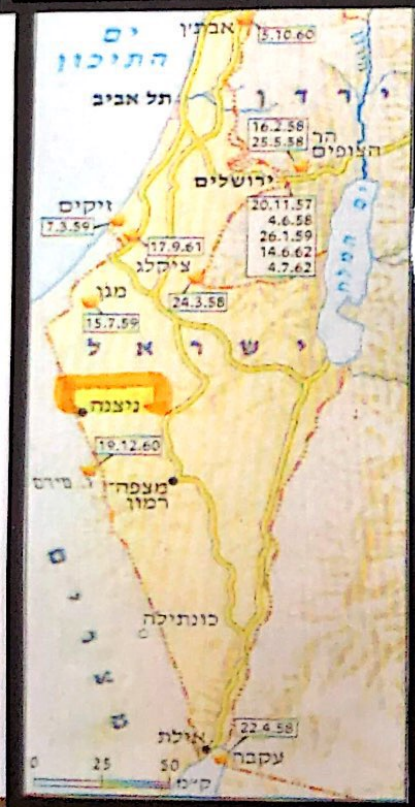 ים
התיכון
אבתין
5.10.60
ירדן
תל אביב
16.2.58
25.5.58
הר
הצופים
ירושלים
20.11.57
4.6.58
26.1.59
14.6.62
4.7.62
ים המלח
זיקים
7.3.59
17.9.61
ציקלג
24.3.58
מגן
15.7.59
ישראל
ניצנה
19.12.60
מצפה
רמון
סיני
כונתילה
אילת
22.4.58
עקבה
0 25 50
ק״מ